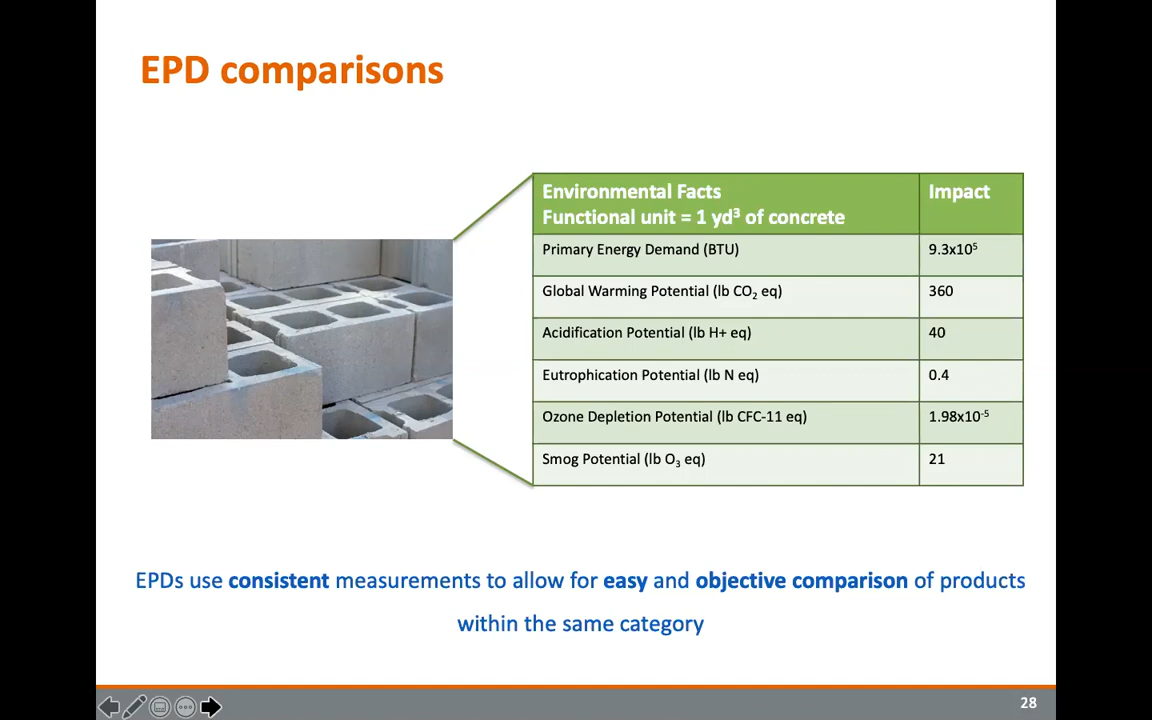 EPD comparisons
Environmental Facts
Functional unit = 1 yd³ of concrete
Impact
Primary Energy Demand (BTU)
9.3x10⁵
Global Warming Potential (lb CO₂ eq)
360
Acidification Potential (lb H+ eq)
40
Eutrophication Potential (lb N eq)
0.4
Ozone Depletion Potential (lb CFC-11 eq)
1.98x10⁻⁵
Smog Potential (lb O₃ eq)
21
EPDs use consistent measurements to allow for easy and objective comparison of products
within the same category
28